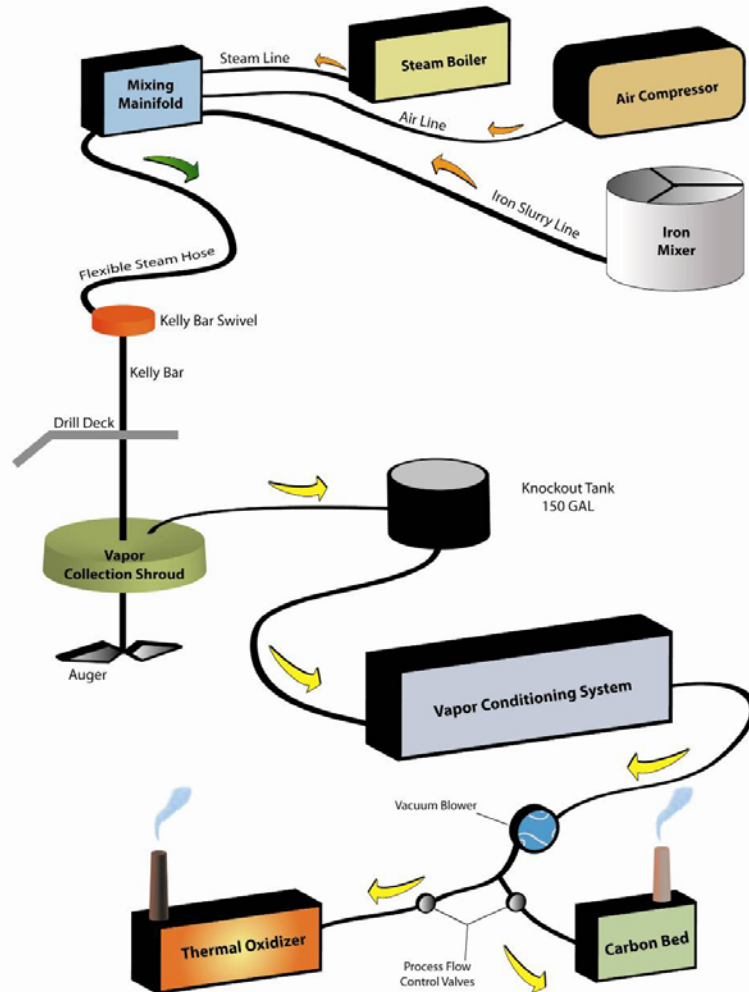 Steam Line
Steam Boiler
Mixing
Mainifold
Air Compressor
Air Line
Iron Slurry Line
Iron
Mixer
Flexible Steam Hose
Kelly Bar Swivel
Kelly Bar
Drill Deck
Knockout Tank
150 GAL
Vapor
Collection Shroud
Auger
Vapor Conditioning System
Vacuum Blower
Thermal Oxidizer
Carbon Bed
Process Flow
Control Valves